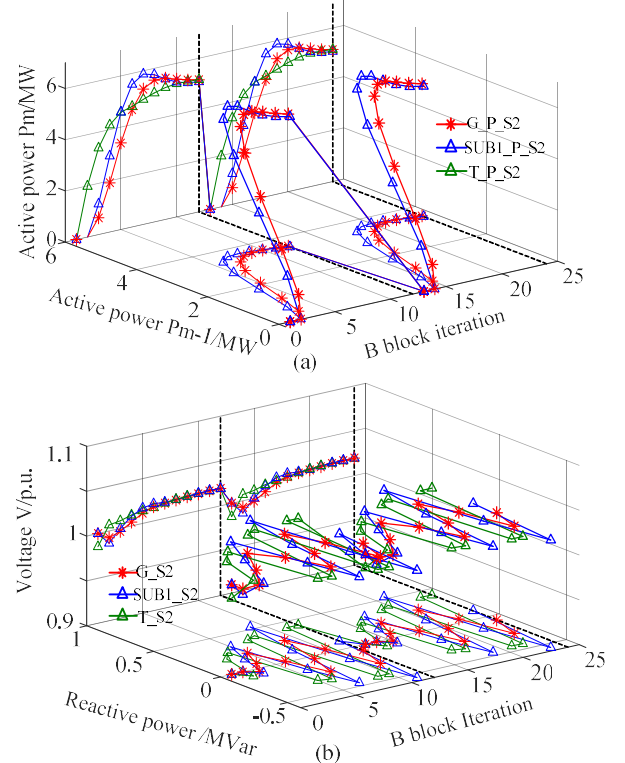 Active power Pm/MW
6
4
2
0
6
4
2
0
Active power Pm-1/MW
0
5
10
15
20
25
B block iteration
G_P_S2
SUB1_P_S2
T_P_S2
(a)
Voltage V/p.u.
1.1
1
0.9
1
0.5
0
-0.5
Reactive power /MVar
0
5
10
15
20
25
B block Iteration
G_S2
SUB1_S2
T_S2
(b)